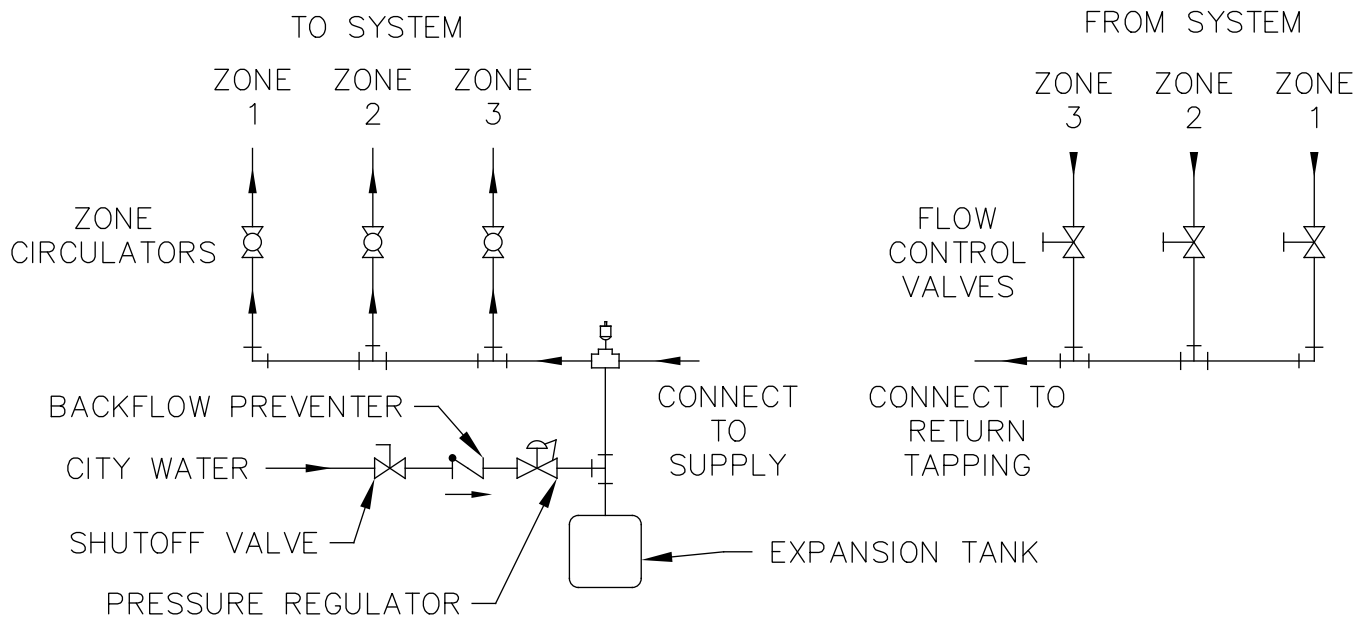 TO SYSTEM
ZONE
1
ZONE
2
ZONE
3
FROM SYSTEM
ZONE
3
ZONE
2
ZONE
1
ZONE
CIRCULATORS
FLOW
CONTROL
VALVES
BACKFLOW PREVENTER
CITY WATER
SHUTOFF VALVE
PRESSURE REGULATOR
CONNECT
TO
SUPPLY
CONNECT TO
RETURN
TAPPING
EXPANSION TANK